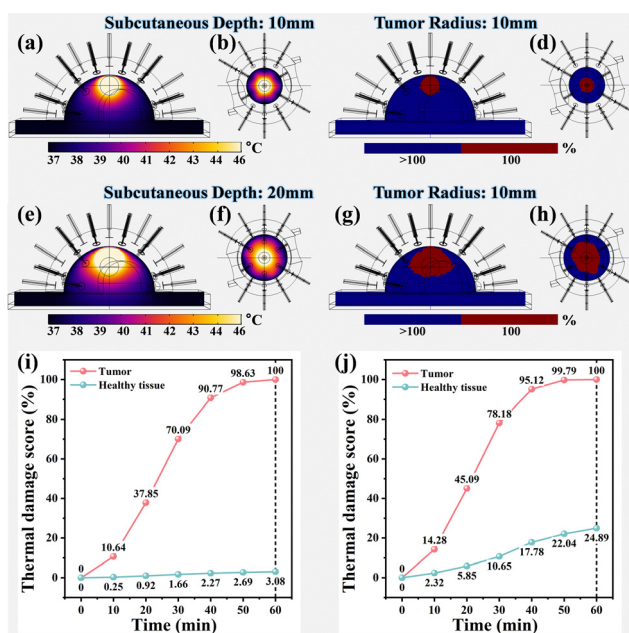 Subcutaneous Depth: 10mm
Tumor Radius: 10mm
(a)
(b)
(c)
(d)
37 38 39 40 41 42 43 44 45 46 °C
>100 100 %
Subcutaneous Depth: 20mm
Tumor Radius: 10mm
(e)
(f)
(g)
(h)
37 38 39 40 41 42 43 44 45 46 °C
>100 100 %
(i)
Tumor
Healthy tissue
Thermal damage score (%)
100
80
60
40
20
0
0 10.64 37.85 70.09 90.77 98.63 100
0 0.25 0.92 1.66 2.27 2.69 3.08
0 10 20 30 40 50 60
Time (min)
(j)
Tumor
Healthy tissue
Thermal damage score (%)
100
80
60
40
20
0
0 14.28 45.09 78.18 95.12 99.79 100
0 2.32 5.85 10.65 17.78 22.04 24.89
0 10 20 30 40 50 60
Time (min)